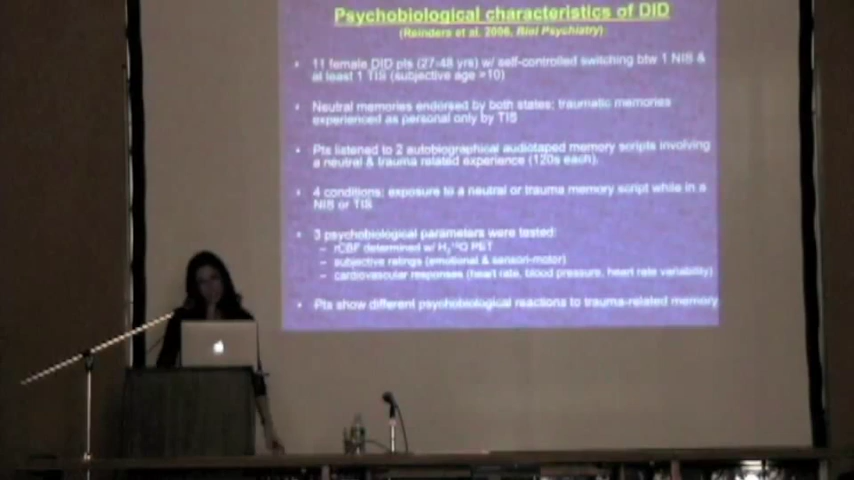 Psychobiological characteristics of DID
(Reinders et al. 2006, Biol Psychiatry)
• 11 female DID pts (27-48 yrs) w/ self-controlled switching btw 1 NIS &
at least 1 TIS (subjective age >10)
• Neutral memories endorsed by both states; traumatic memories
experienced as personal only by TIS
• Pts listened to 2 autobiographical audiotaped memory scripts involving
a neutral & trauma related experience (120s each).
• 4 conditions: exposure to a neutral or trauma memory script while in a
NIS or TIS
• 3 psychobiological parameters were tested:
– rCBF determined w/ H₂¹⁵O PET
– subjective ratings (emotional & sensori-motor)
– cardiovascular responses (heart rate, blood pressure, heart rate variability)
• Pts show different psychobiological reactions to trauma-related memory